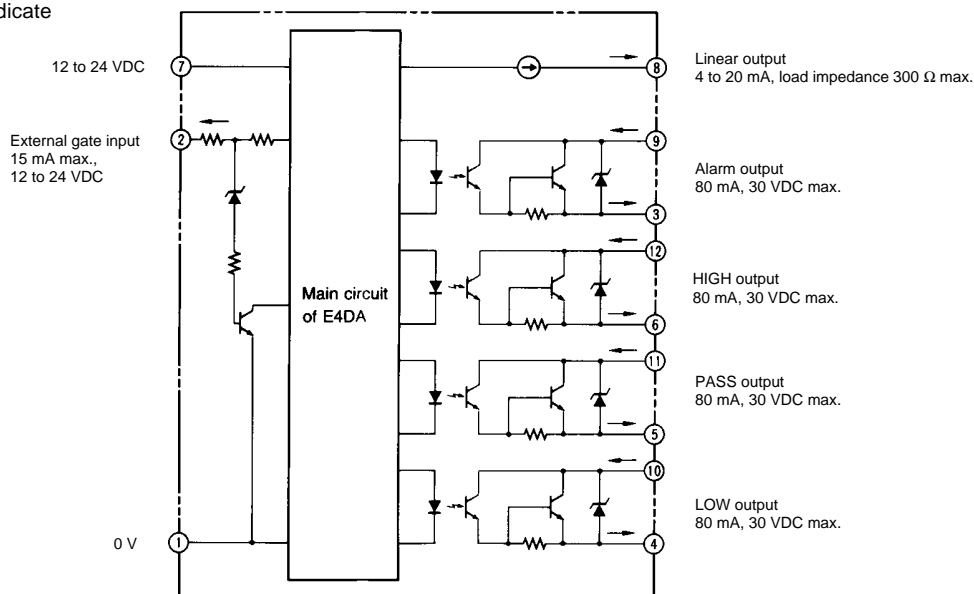 dicate
12 to 24 VDC
7
8
Linear output
4 to 20 mA, load impedance 300 Ω max.
External gate input
15 mA max.,
12 to 24 VDC
2
9
Alarm output
80 mA, 30 VDC max.
3
12
HIGH output
80 mA, 30 VDC max.
6
Main circuit
of E4DA
11
PASS output
80 mA, 30 VDC max.
5
10
LOW output
80 mA, 30 VDC max.
4
0 V
1